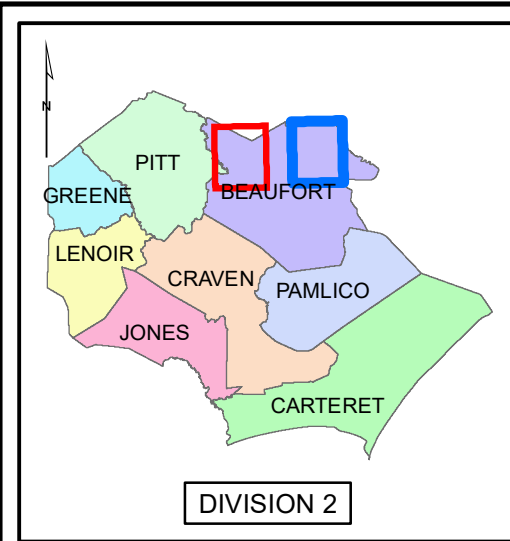 N
PITT
GREENE
BEAUFORT
LENOIR
CRAVEN
PAMLICO
JONES
CARTERET
DIVISION 2